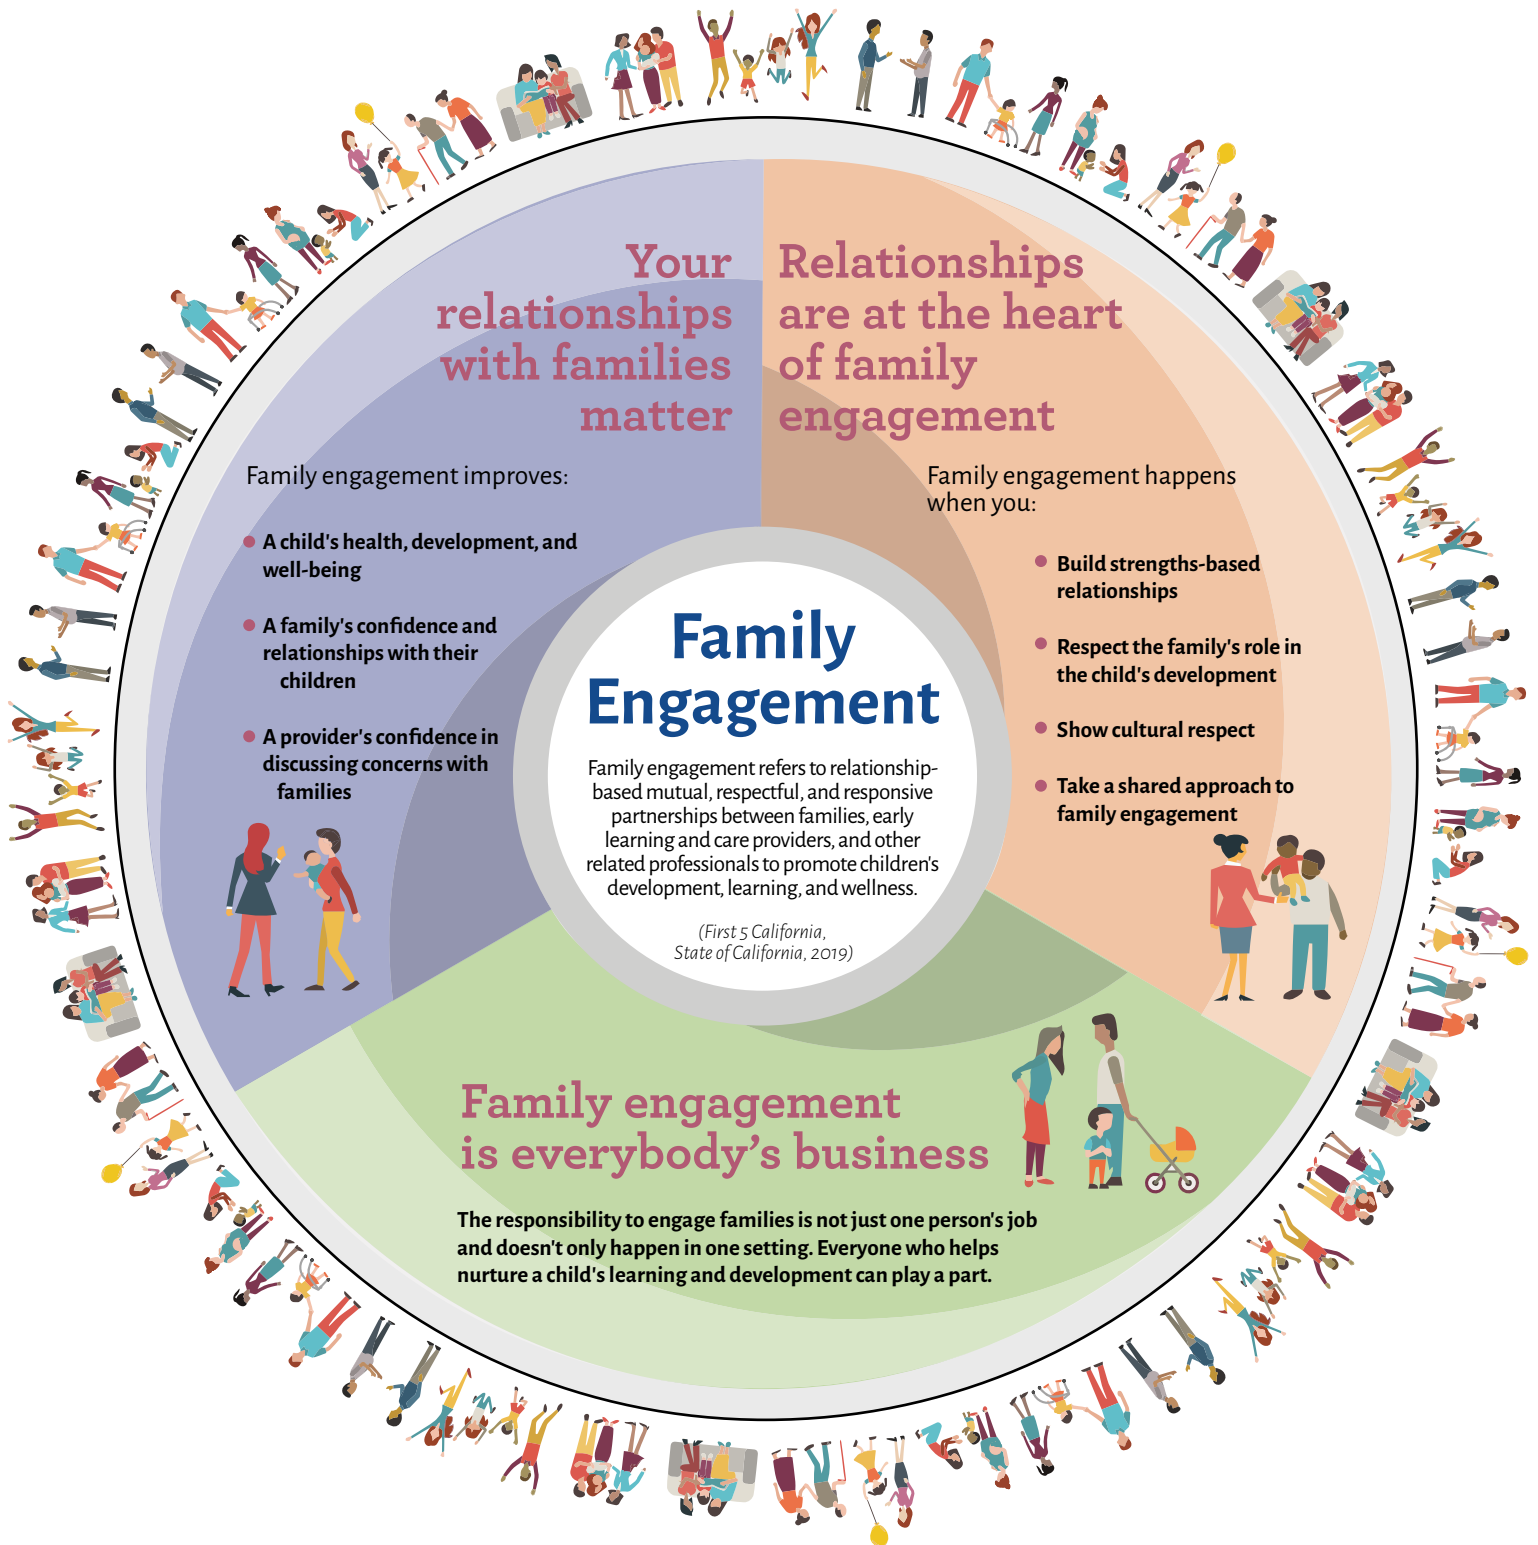 Your
relationships
with families
matter
Family engagement improves:
A child's health, development, and
well-being
A family's confidence and
relationships with their
children
A provider's confidence in
discussing concerns with
families
Relationships
are at the heart
of family
engagement
Family engagement happens
when you:
Build strengths-based
relationships
Respect the family's role in
the child's development
Show cultural respect
Take a shared approach to
family engagement
Family
Engagement
Family engagement refers to relationship-
based mutual, respectful, and responsive
partnerships between families, early
learning and care providers, and other
related professionals to promote children's
development, learning, and wellness.
(First 5 California,
State of California, 2019)
Family engagement
is everybody’s business
The responsibility to engage families is not just one person's job
and doesn't only happen in one setting. Everyone who helps
nurture a child's learning and development can play a part.